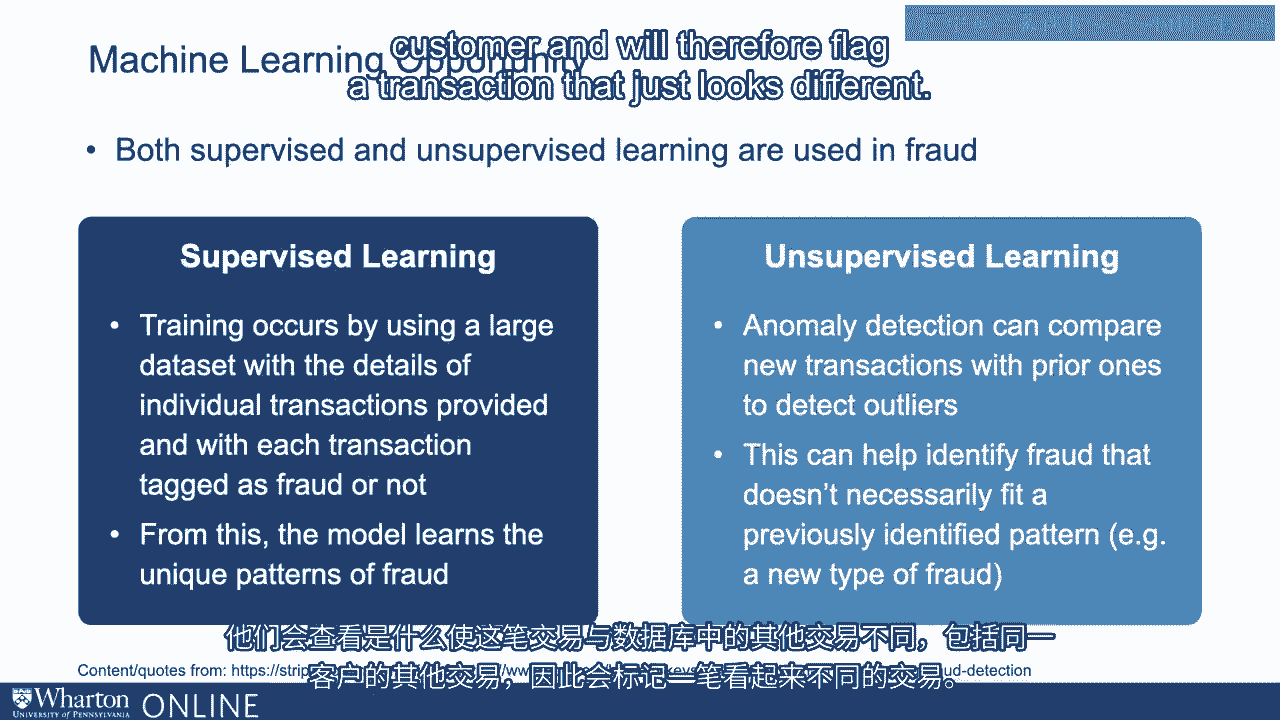 customer and will therefore flag
a transaction that just looks different.
Machine Learning Opportunity
• Both supervised and unsupervised learning are used in fraud
Supervised Learning
• Training occurs by using a large
dataset with the details of
individual transactions provided
and with each transaction
tagged as fraud or not
• From this, the model learns the
unique patterns of fraud
Unsupervised Learning
• Anomaly detection can compare
new transactions with prior ones
to detect outliers
• This can help identify fraud that
doesn't necessarily fit a
previously identified pattern (e.g.
a new type of fraud)
他们会查看是什么使这笔交易与数据库中的其他交易不同，包括同一
客户的其他交易，因此会标记一笔看起来不同的交易。
Content/quotes from: https://strip
Wharton
UNIVERSITY of PENNSYLVANIA
ONLINE